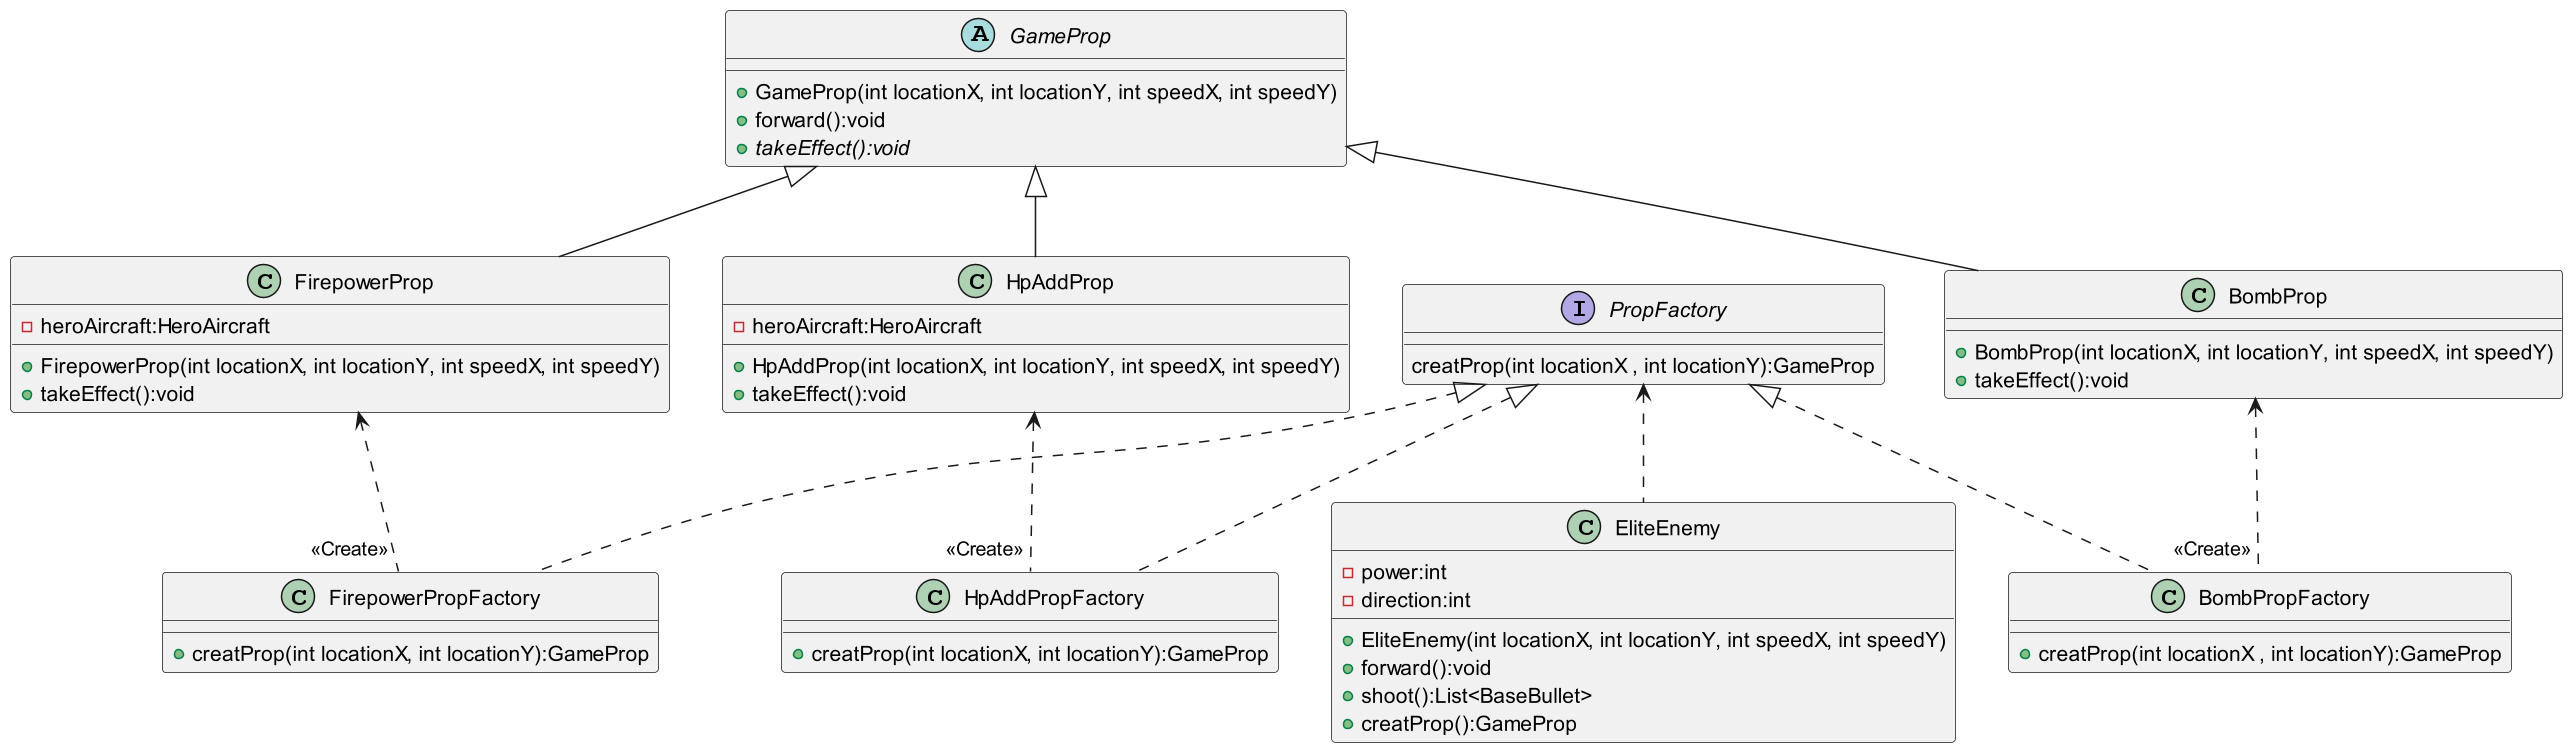 A GameProp
GameProp(int locationX, int locationY, int speedX, int speedY)
forward():void
takeEffect():void
C FirepowerProp
heroAircraft:HeroAircraft
FirepowerProp(int locationX, int locationY, int speedX, int speedY)
takeEffect():void
C HpAddProp
heroAircraft:HeroAircraft
HpAddProp(int locationX, int locationY, int speedX, int speedY)
takeEffect():void
I PropFactory
creatProp(int locationX , int locationY):GameProp
C BombProp
BombProp(int locationX, int locationY, int speedX, int speedY)
takeEffect():void
«Create»
«Create»
«Create»
C FirepowerPropFactory
creatProp(int locationX, int locationY):GameProp
C HpAddPropFactory
creatProp(int locationX, int locationY):GameProp
C EliteEnemy
power:int
direction:int
EliteEnemy(int locationX, int locationY, int speedX, int speedY)
forward():void
shoot():List<BaseBullet>
creatProp():GameProp
C BombPropFactory
creatProp(int locationX , int locationY):GameProp